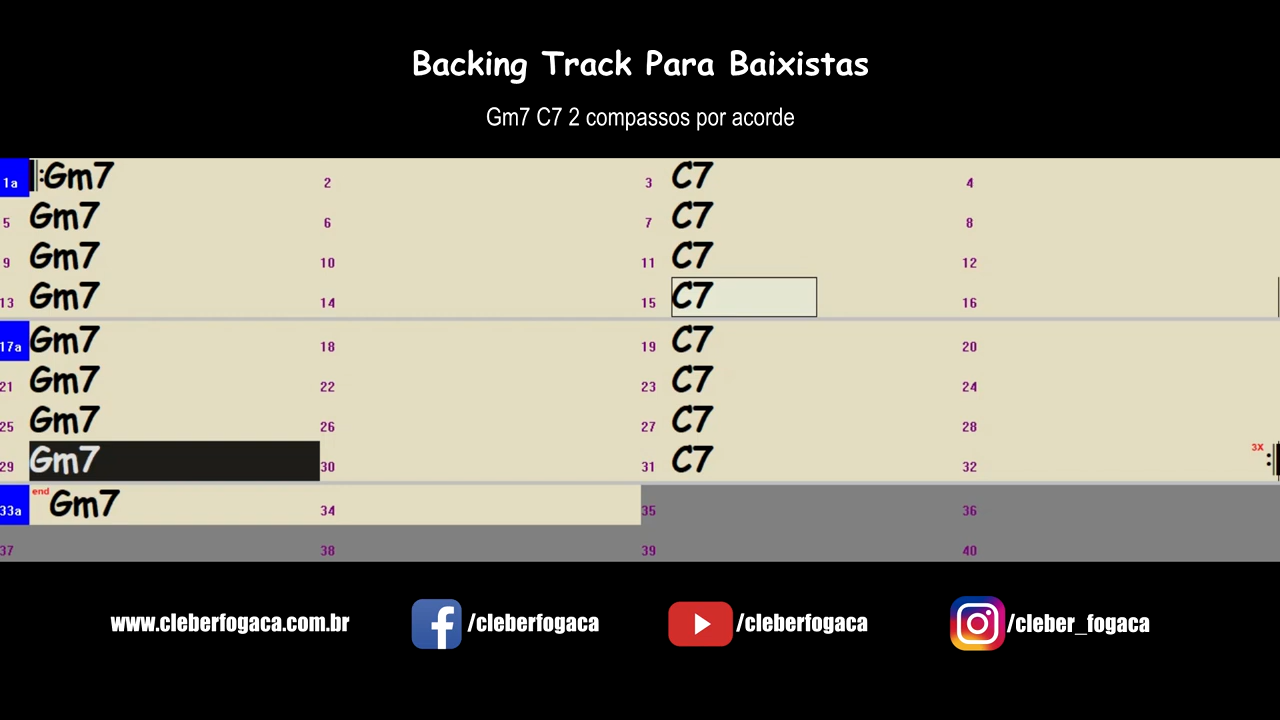 Backing Track Para Baixistas
Gm7 C7 2 compassos por acorde
1a Gm7 2 3 C7 4
5 Gm7 6 7 C7 8
9 Gm7 10 11 C7 12
13 Gm7 14 15 C7 16
17a Gm7 18 19 C7 20
21 Gm7 22 23 C7 24
25 Gm7 26 27 C7 28
29 Gm7 30 31 C7 32 3X
33a end Gm7 34 35 36
37 38 39 40
www.cleberfogaca.com.br /cleberfogaca /cleberfogaca /cleber_fogaca